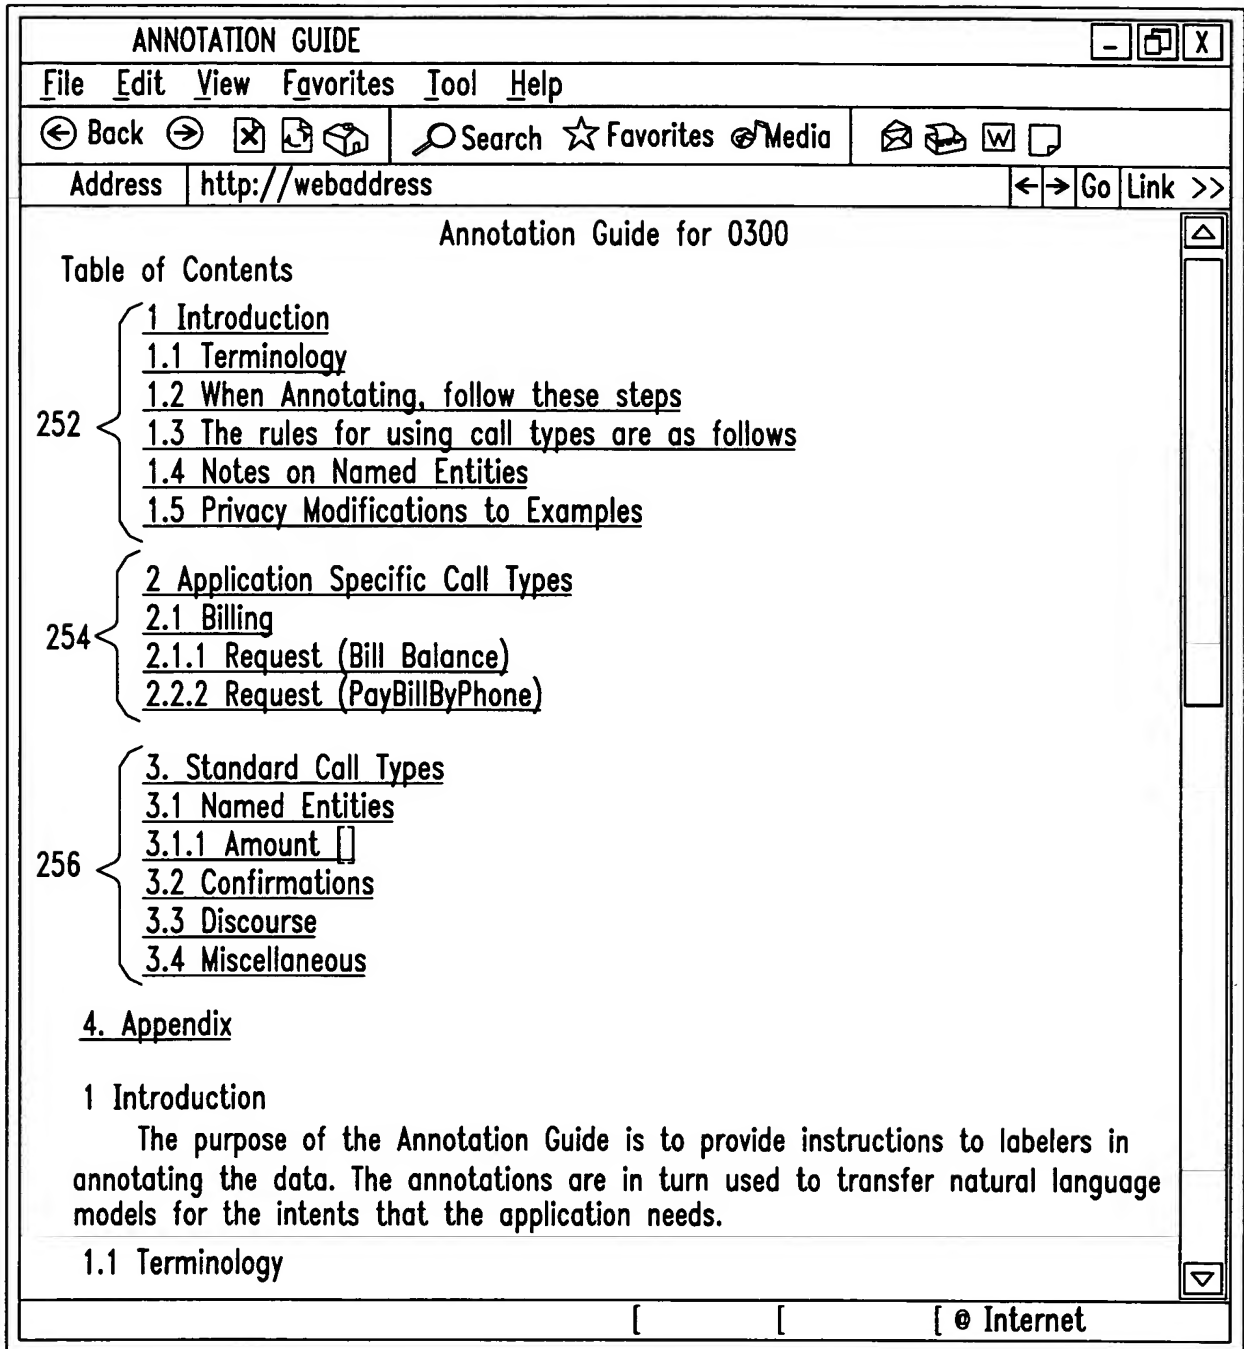 ANNOTATION GUIDE - X
File Edit View Favorites Tool Help
Back Search Favorites Media W
Address http://webaddress Go Link >>
Annotation Guide for 0300
Table of Contents
1 Introduction
1.1 Terminology
1.2 When Annotating, follow these steps
252 1.3 The rules for using call types are as follows
1.4 Notes on Named Entities
1.5 Privacy Modifications to Examples
2 Application Specific Call Types
254 2.1 Billing
2.1.1 Request (Bill Balance)
2.2.2 Request (PayBillByPhone)
3. Standard Call Types
3.1 Named Entities
3.1.1 Amount []
256 3.2 Confirmations
3.3 Discourse
3.4 Miscellaneous
4. Appendix
1 Introduction
The purpose of the Annotation Guide is to provide instructions to labelers in
annotating the data. The annotations are in turn used to transfer natural language
models for the intents that the application needs.
1.1 Terminology
[ [ [ @ Internet